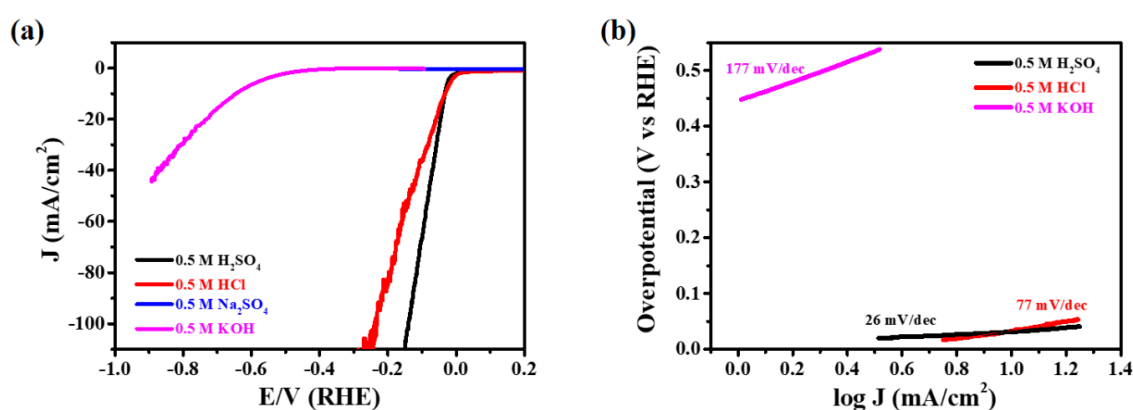 (a)
0
-20
-40
-60
-80
-100
J (mA/cm²)
0.5 M H₂SO₄
0.5 M HCl
0.5 M Na₂SO₄
0.5 M KOH
-1.0 -0.8 -0.6 -0.4 -0.2 0.0 0.2
E/V (RHE)
(b)
0.5
0.4
0.5
0.2
0.1
0.0
Overpotential (V vs RHE)
177 mV/dec
0.5 M H₂SO₄
0.5 M HCl
0.5 M KOH
26 mV/dec
77 mV/dec
0.0 0.2 0.4 0.6 0.8 1.0 1.2 1.4
log J (mA/cm²)